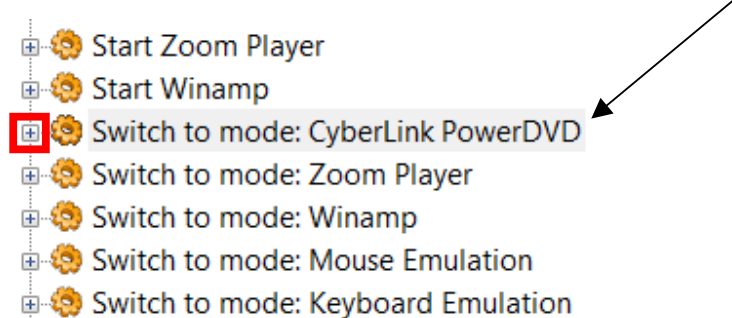 Start Zoom Player
Start Winamp
Switch to mode: CyberLink PowerDVD
Switch to mode: Zoom Player
Switch to mode: Winamp
Switch to mode: Mouse Emulation
Switch to mode: Keyboard Emulation